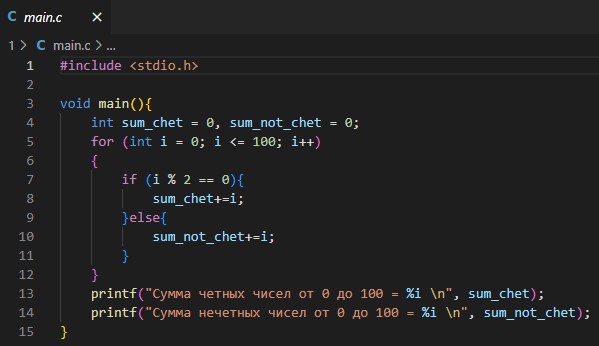 C main.c ×
1 > C main.c > ...
1 #include <stdio.h>
2
3 void main(){
4 int sum_chet = 0, sum_not_chet = 0;
5 for (int i = 0; i <= 100; i++)
6 {
7 if (i % 2 == 0){
8 sum_chet+=i;
9 }else{
10 sum_not_chet+=i;
11 }
12 }
13 printf("Сумма четных чисел от 0 до 100 = %i \n", sum_chet);
14 printf("Сумма нечетных чисел от 0 до 100 = %i \n", sum_not_chet);
15 }